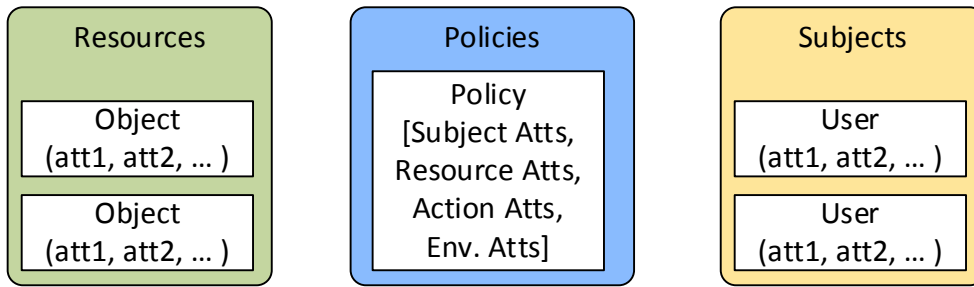 Resources
Object
(att1, att2, ... )
Object
(att1, att2, ... )
Policies
Policy
[Subject Atts,
Resource Atts,
Action Atts,
Env. Atts]
Subjects
User
(att1, att2, ... )
User
(att1, att2, ... )